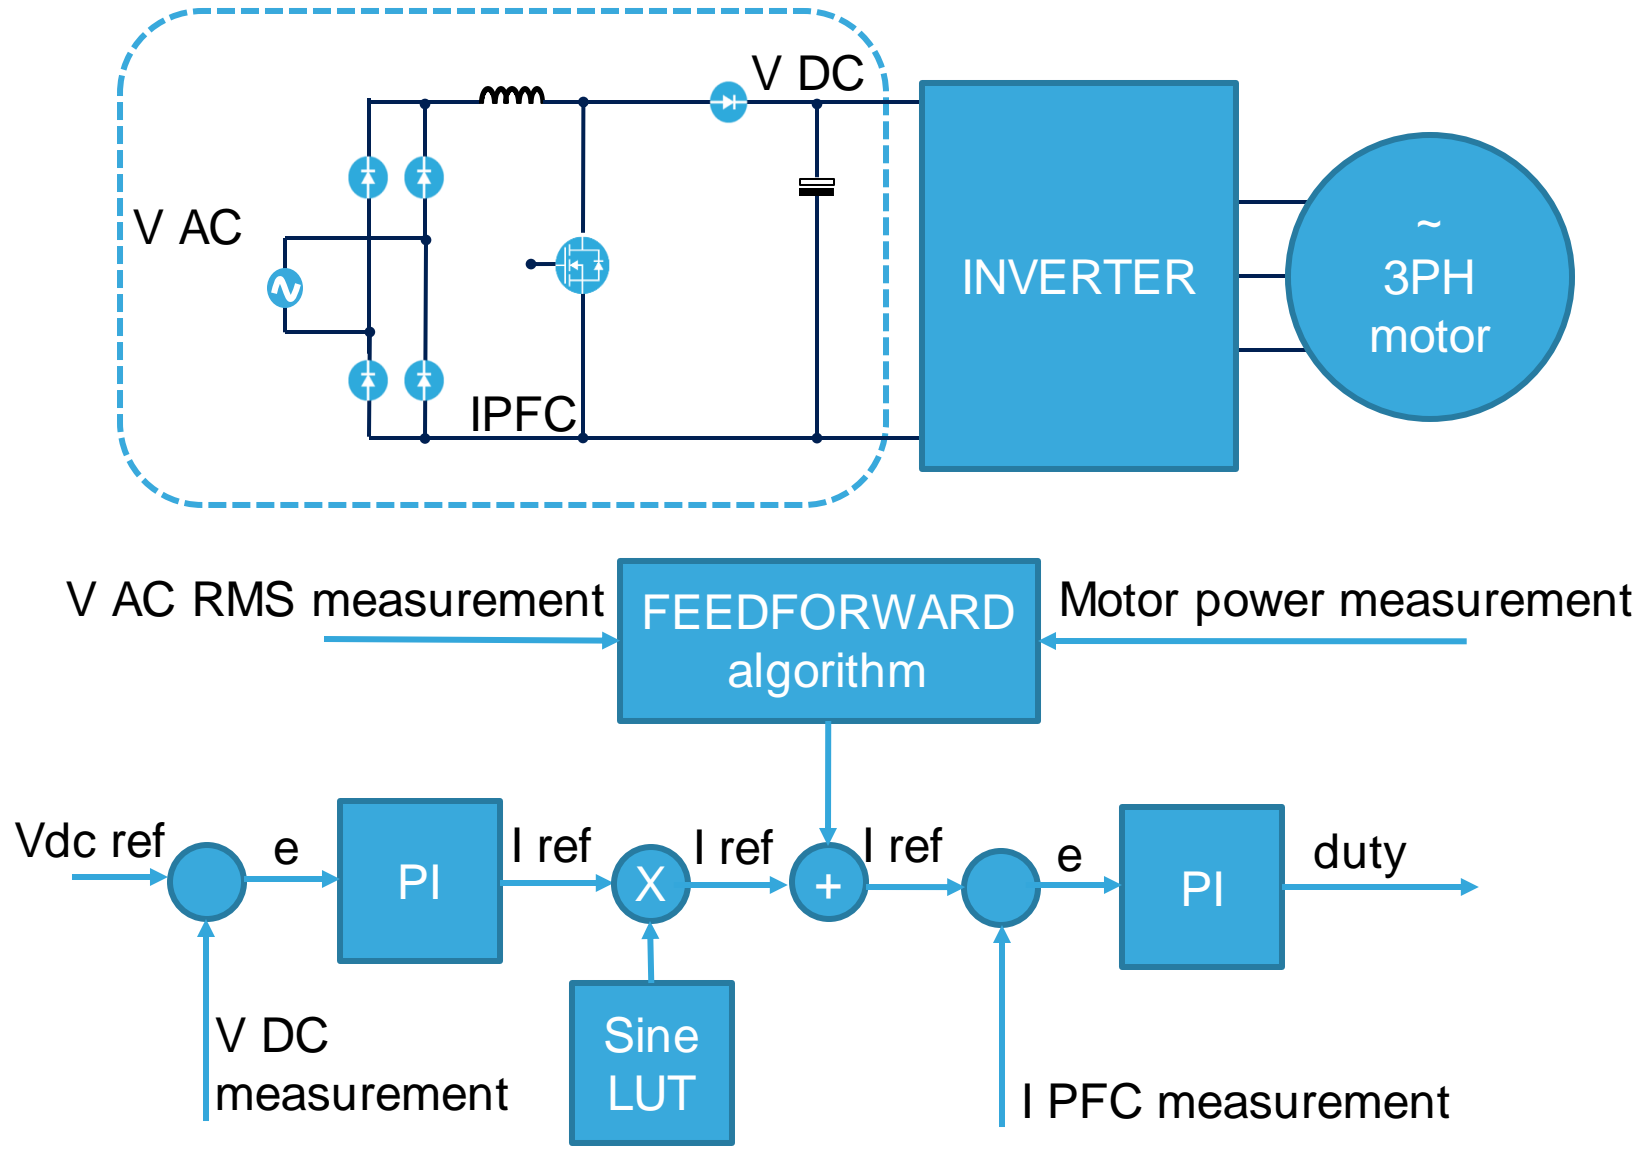 V DC
V AC
IPFC
INVERTER
~
3PH
motor
V AC RMS measurement
FEEDFORWARD
algorithm
Motor power measurement
Vdc ref
e
PI
I ref
X
I ref
+
I ref
e
PI
duty
V DC
measurement
Sine
LUT
I PFC measurement